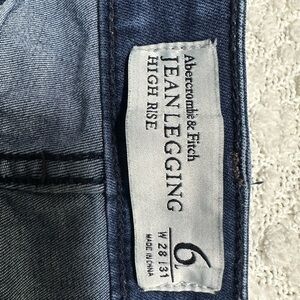 Abercrombie & Fitch
JEAN LEGGING
HIGH RISE
6
W 28 | 31
MADE IN CHINA